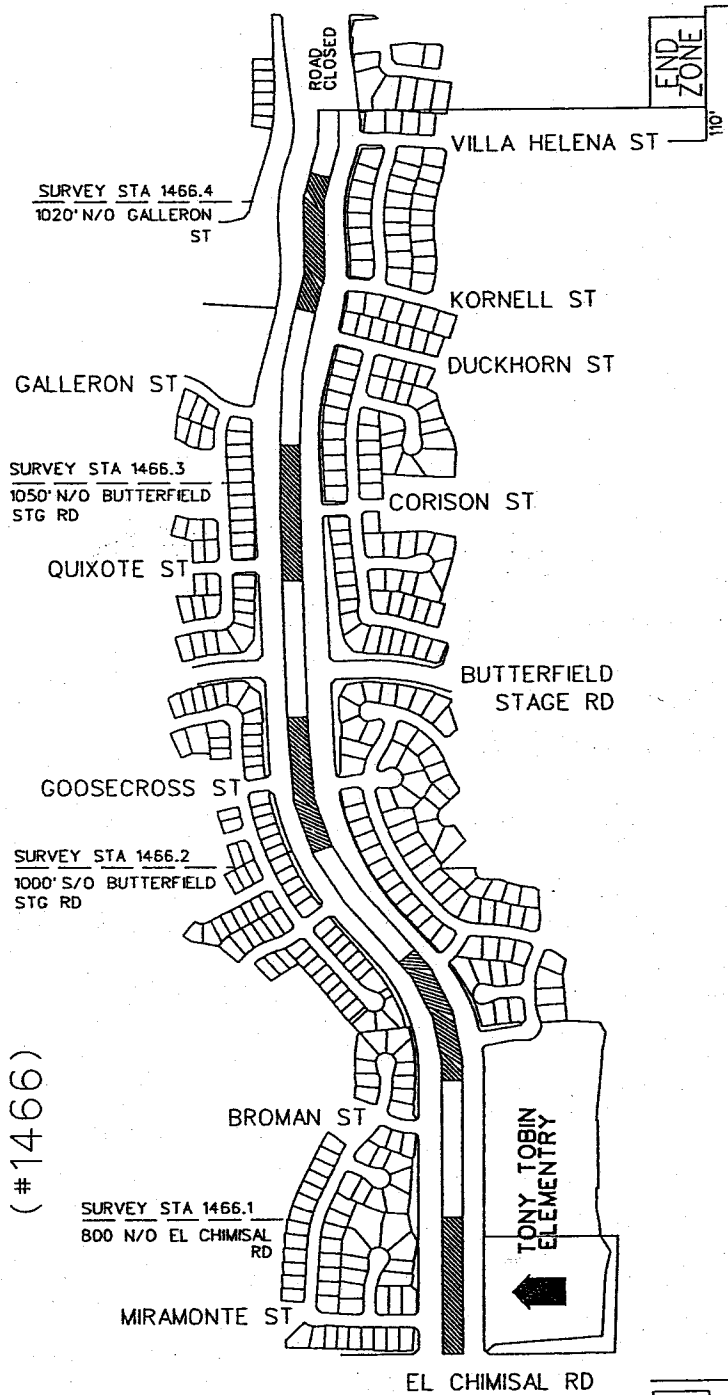 ROAD
CLOSED
END
ZONE
110'
VILLA HELENA ST
SURVEY STA 1466.4
1020' N/O GALLERON
ST
KORNELL ST
DUCKHORN ST
GALLERON ST
SURVEY STA 1466.3
1050' N/O BUTTERFIELD
STG RD
CORISON ST
QUIXOTE ST
BUTTERFIELD
STAGE RD
GOOSECROSS ST
SURVEY STA 1466.2
1000' S/O BUTTERFIELD
STG RD
(#1466)
BROMAN ST
TONY TOBIN
ELEMENTRY
SURVEY STA 1466.1
800 N/O EL CHIMISAL
RD
MIRAMONTE ST
EL CHIMISAL RD